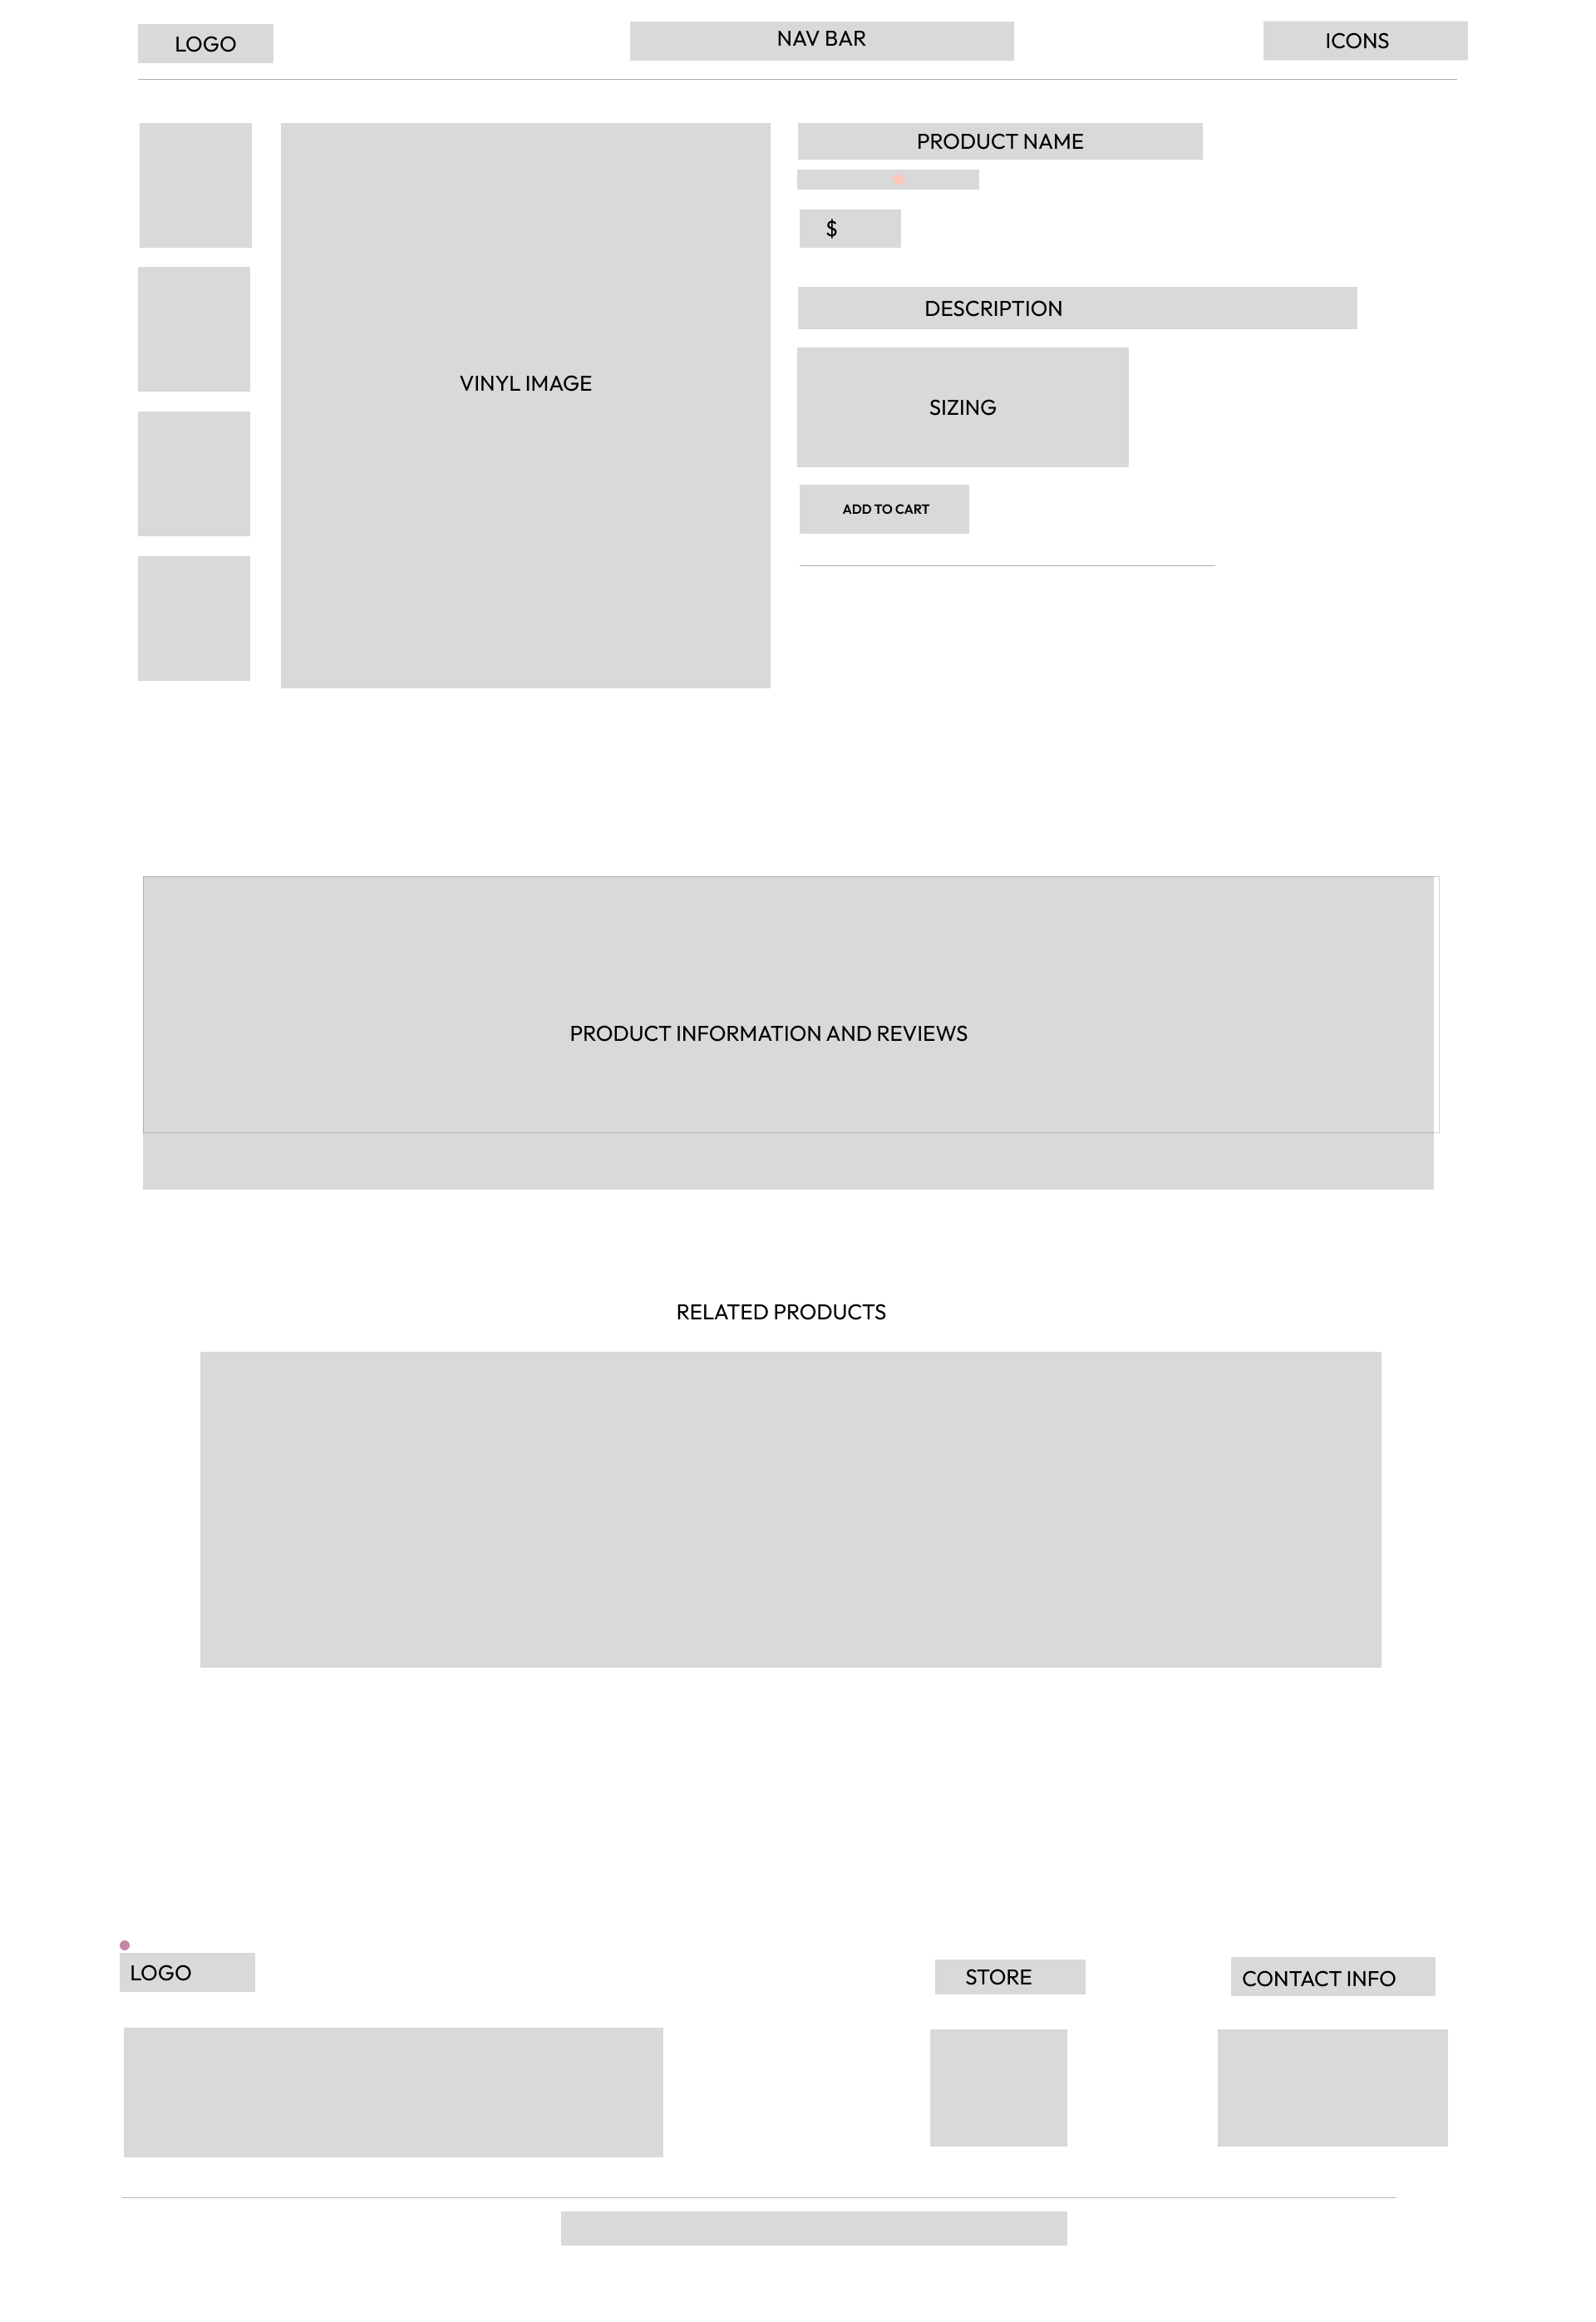 LOGO
NAV BAR
ICONS
PRODUCT NAME
$
DESCRIPTION
VINYL IMAGE
SIZING
ADD TO CART
PRODUCT INFORMATION AND REVIEWS
RELATED PRODUCTS
LOGO
STORE
CONTACT INFO